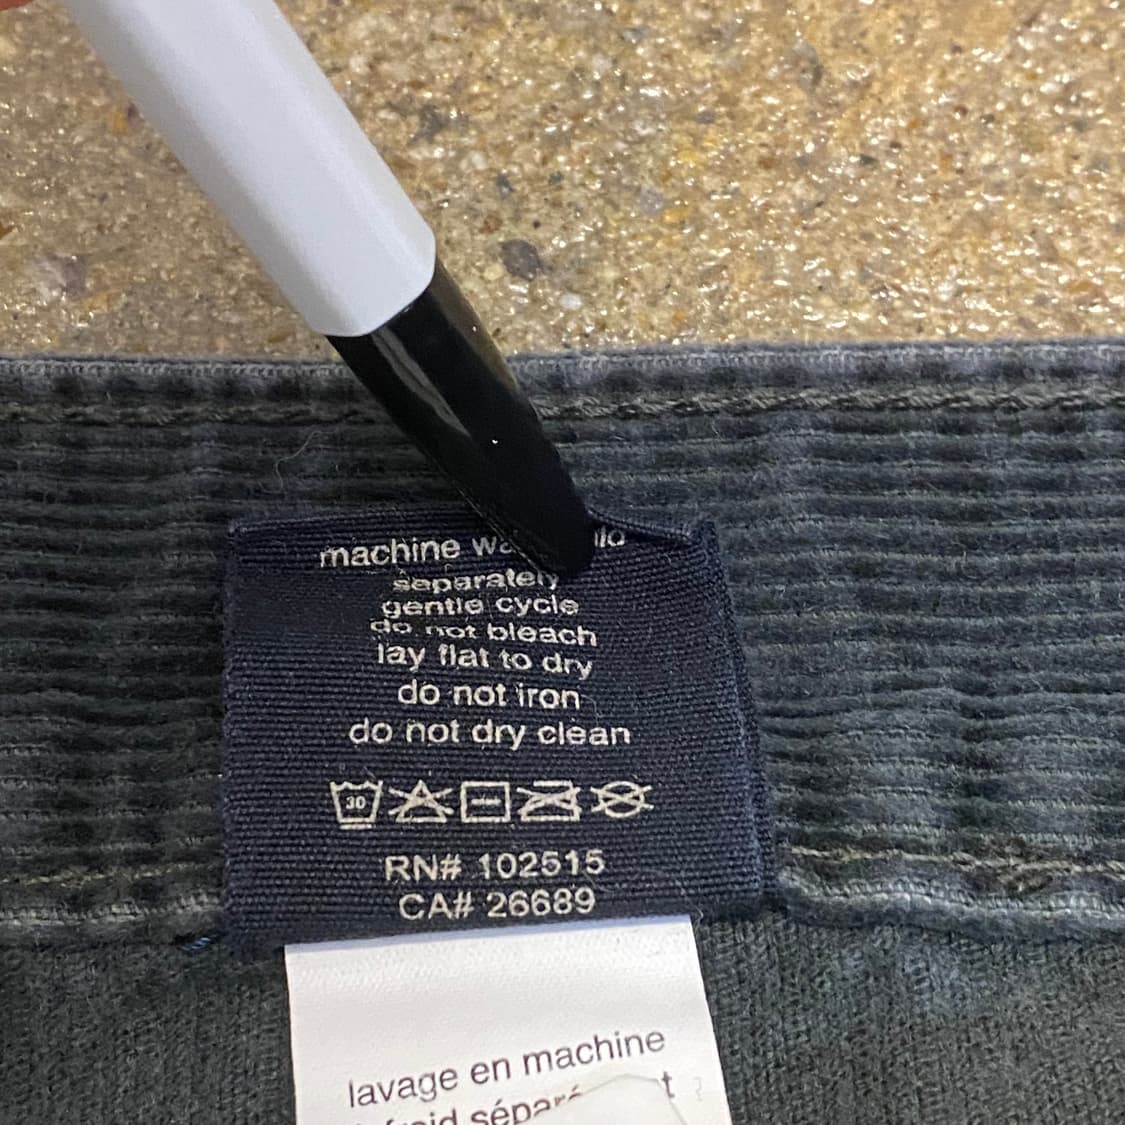 machine
separately
gentle cycle
do not bleach
lay flat to dry
do not iron
do not dry clean
30
RN# 102515
CA# 26689
lavage en machine